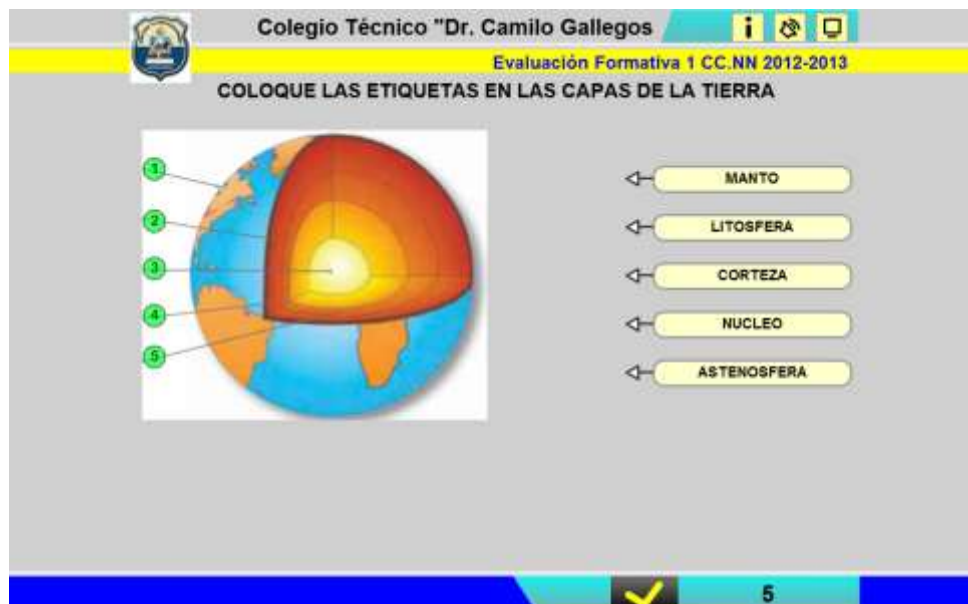 Colegio Técnico "Dr. Camilo Gallegos
i
Evaluación Formativa 1 CC.NN 2012-2013
COLOQUE LAS ETIQUETAS EN LAS CAPAS DE LA TIERRA
1
2
3
4
5
MANTO
LITOSFERA
CORTEZA
NUCLEO
ASTENOSFERA
5